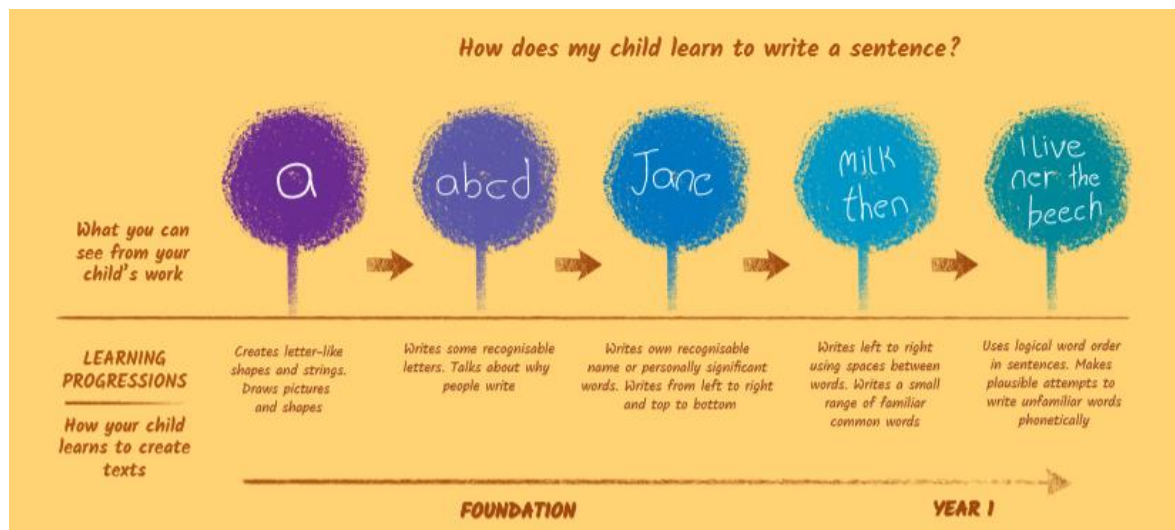 How does my child learn to write a sentence?
a
abcd
Jane
Milk
then
I live
ner the
beech
What you can
see from your
child's work
LEARNING
PROGRESSIONS
How your child
learns to create
texts
Creates letter-like
shapes and strings.
Draws pictures
and shapes
Writes some recognisable
letters. Talks about why
people write
Writes own recognisable
name or personally significant
words. Writes from left to right
and top to bottom
Writes left to right
using spaces between
words. Writes a small
range of familiar
common words
Uses logical word order
in sentences. Makes
plausible attempts to
write unfamiliar words
phonetically
FOUNDATION
YEAR 1